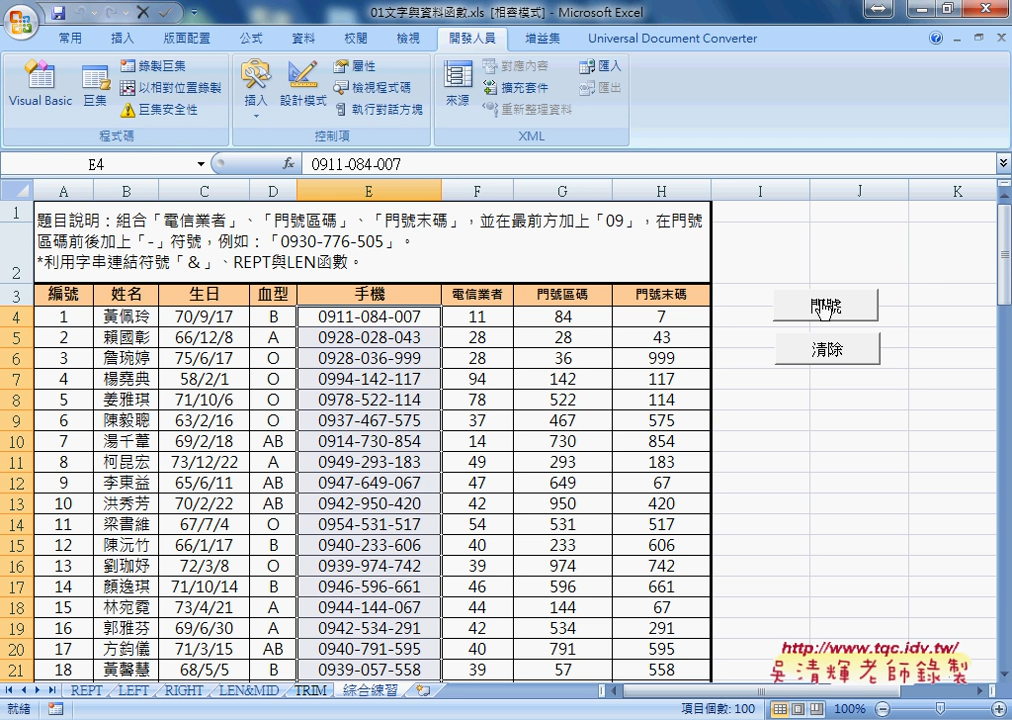 01文字與資料函數.xls [相容模式] - Microsoft Excel
常用 插入 版面配置 公式 資料 校閱 檢視 開發人員 增益集 Universal Document Converter
Visual Basic 巨集 錄製巨集 以相對位置錄製 巨集安全性 程式碼
插入 設計模式 屬性 檢視程式碼 執行對話方塊 控制項
來源 對應內容 擴充套件 重新整理資料 匯入 匯出 XML
E4 fx 0911-084-007
A B C D E F G H I J K
1 題目說明：組合「電信業者」、「門號區碼」、「門號末碼」，並在最前方加上「09」，在門號
區碼前後加上「-」符號，例如：「0930-776-505」。
2 *利用字串連結符號「&」、REPT與LEN函數。
3 編號 姓名 生日 血型 手機 電信業者 門號區碼 門號末碼
4 1 黃佩玲 70/9/17 B 0911-084-007 11 84 7
5 2 賴國彰 66/12/8 A 0928-028-043 28 28 43
6 3 詹琬婷 75/6/17 O 0928-036-999 28 36 999
7 4 楊堯典 58/2/1 O 0994-142-117 94 142 117
8 5 姜雅琪 71/10/6 O 0978-522-114 78 522 114
9 6 陳毅聰 63/2/16 O 0937-467-575 37 467 575
10 7 湯千葦 69/2/18 AB 0914-730-854 14 730 854
11 8 柯昆宏 73/12/22 A 0949-293-183 49 293 183
12 9 李東益 65/6/11 AB 0947-649-067 47 649 67
13 10 洪秀芳 70/2/22 AB 0942-950-420 42 950 420
14 11 梁書維 67/7/4 O 0954-531-517 54 531 517
15 12 陳沅竹 66/1/17 B 0940-233-606 40 233 606
16 13 劉珈妤 72/3/8 O 0939-974-742 39 974 742
17 14 顏逸琪 71/10/14 B 0946-596-661 46 596 661
18 15 林宛霓 73/4/21 A 0944-144-067 44 144 67
19 16 郭雅芬 69/6/30 A 0942-534-291 42 534 291
20 17 方鈞儀 71/3/15 AB 0940-791-595 40 791 595
21 18 黃馨慧 68/5/5 B 0939-057-558 39 57 558
門號
清除
http://www.tqc.idv.tw/
吳清輝老師錄製
REPT LEFT RIGHT LEN&MID TRIM 綜合練習
就緒 項目個數: 100 100%